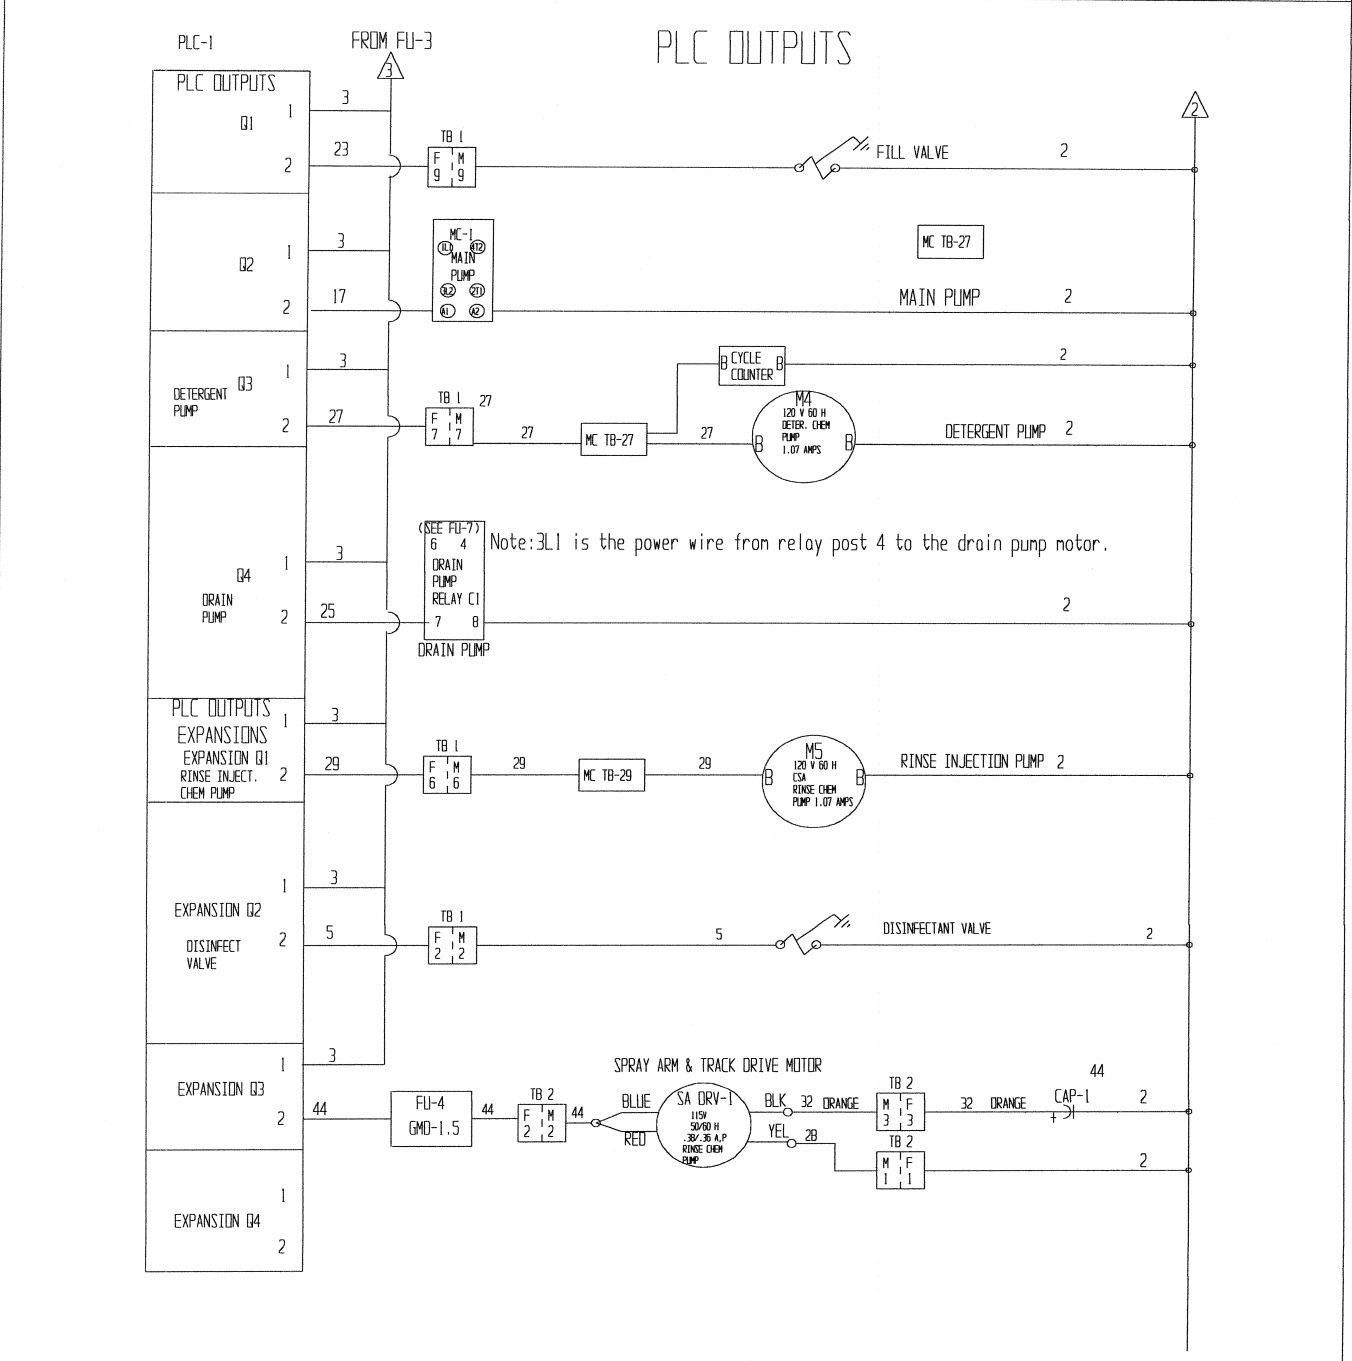 PLC-1
FROM FU-3
PLC OUTPUTS
3
2
PLC OUTPUTS
1
3
Q1
TB 1
23
2
F M
9 9
FILL VALVE
2
MC-1
1L1 4T2
MAIN
PUMP
3L2 2T1
A1 A2
MC TB-27
1
3
Q2
17
2
MAIN PUMP
2
1
3
Q3
DETERGENT
PUMP
27
2
TB 1
27
F M
7 7
27
MC TB-27
27
B CYCLE B
COUNTER
2
M4
120 V 60 H
DETER. CHEM
PUMP
1.07 AMPS
B B
DETERGENT PUMP
2
(SEE FU-7)
6 4
DRAIN
PUMP
RELAY C1
7 8
DRAIN PUMP
Note:3L1 is the power wire from relay post 4 to the drain pump motor.
1
3
Q4
DRAIN
PUMP
25
2
2
PLC OUTPUTS
EXPANSIONS
EXPANSION Q1
RINSE INJECT.
CHEM PUMP
1
3
2
29
TB 1
F M
6 6
29
MC TB-29
29
M5
120 V 60 H
CSA
RINSE CHEM
PUMP 1.07 AMPS
B B
RINSE INJECTION PUMP
2
1
3
EXPANSION Q2
DISINFECT
VALVE
2
5
TB 1
F M
2 2
5
DISINFECTANT VALVE
2
1
3
EXPANSION Q3
2
44
FU-4
GMD-1.5
44
TB 2
F M
2 2
44
SPRAY ARM & TRACK DRIVE MOTOR
BLUE
RED
SA DRV-1
115V
50/60 H
.38/.36 A,P
RINSE CHEM
PUMP
BLK
32 ORANGE
YEL
2B
TB 2
M F
3 3
32 ORANGE
44
CAP-1
+
2
TB 2
M F
1 1
2
EXPANSION Q4
1
2